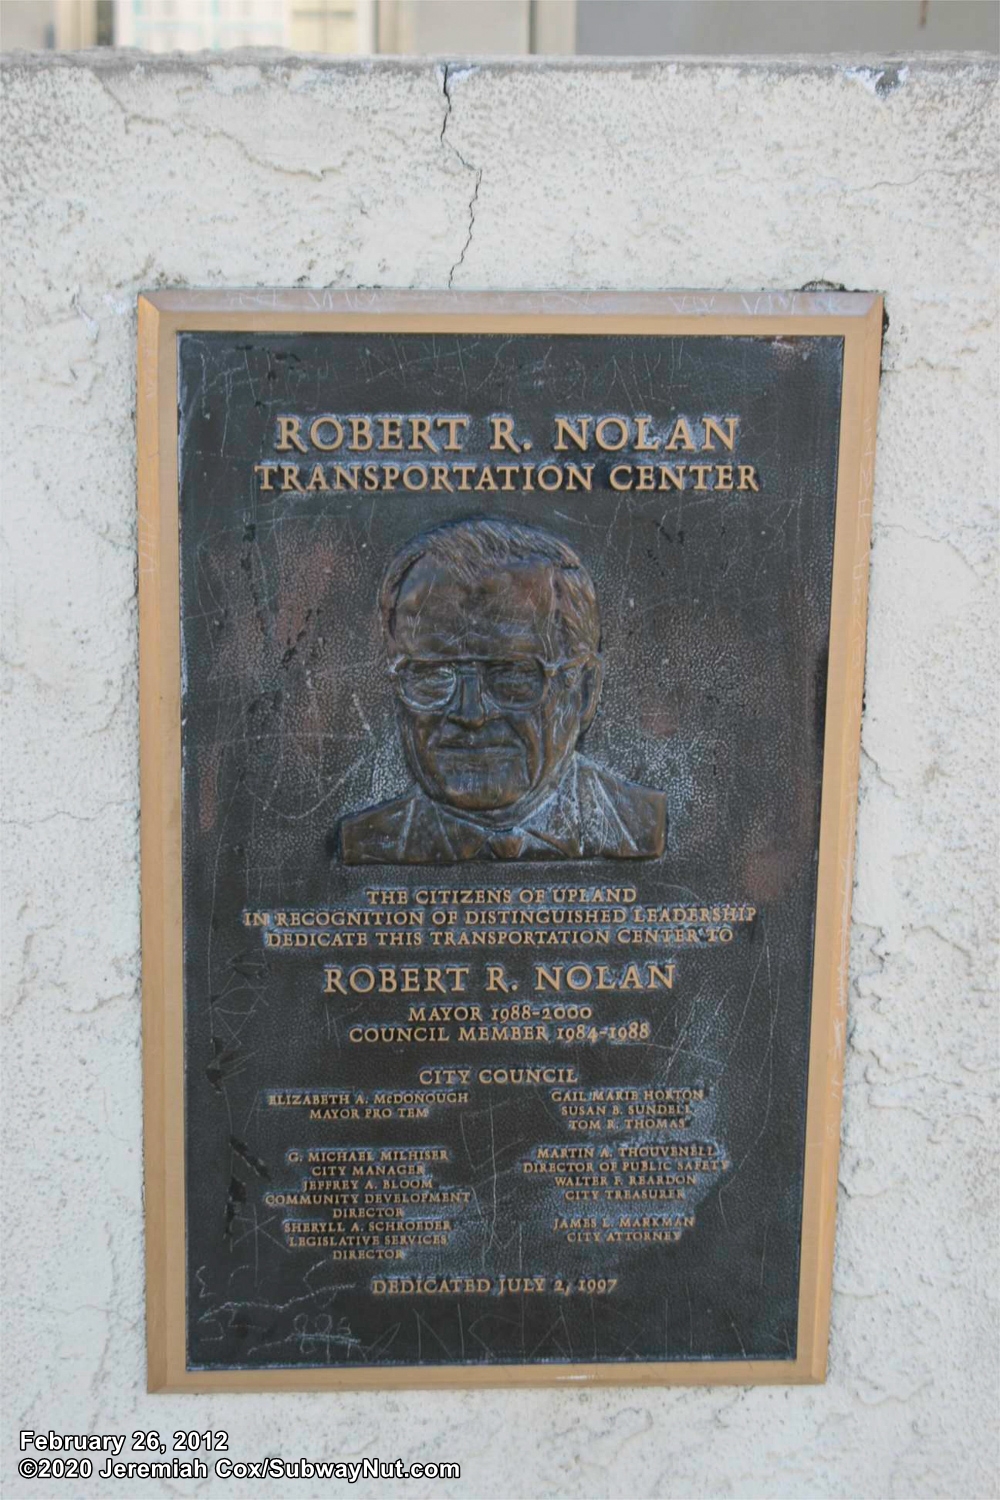 ROBERT R. NOLAN
TRANSPORTATION CENTER
THE CITIZENS OF UPLAND
IN RECOGNITION OF DISTINGUISHED LEADERSHIP
DEDICATE THIS TRANSPORTATION CENTER TO
ROBERT R. NOLAN
MAYOR 1988-2000
COUNCIL MEMBER 1984-1988
CITY COUNCIL
ELIZABETH A. McDONOUGH
MAYOR PRO TEM
GAIL MARIE HORTON
SUSAN B. SUNDELL
TOM R. THOMAS
G. MICHAEL MILHISER
CITY MANAGER
JEFFREY A. BLOOM
COMMUNITY DEVELOPMENT
DIRECTOR
SHERYLL A. SCHROEDER
LEGISLATIVE SERVICES
DIRECTOR
MARTIN A. THOUVENELL
DIRECTOR OF PUBLIC SAFETY
WALTER F. REARDON
CITY TREASURER
JAMES L. MARKMAN
CITY ATTORNEY
DEDICATED JULY 2, 1997
February 26, 2012
©2020 Jeremiah Cox/SubwayNut.com